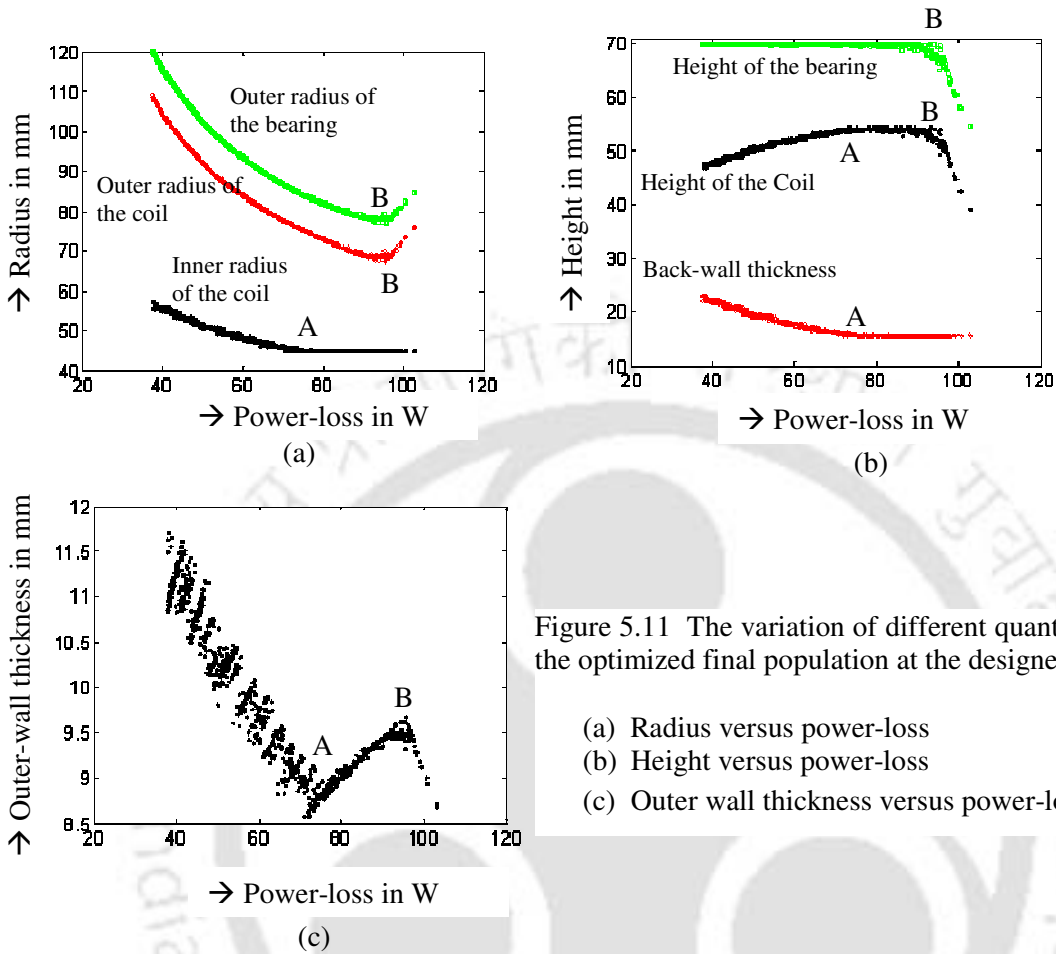 120
110
100
90
80
70
60
50
40
20
40
60
80
100
120
→ Radius in mm
Outer radius of
the bearing
Outer radius of
the coil
Inner radius
of the coil
A
B
B
→ Power-loss in W
(a)
70
60
50
40
30
20
10
20
40
60
80
100
120
→ Height in mm
B
Height of the bearing
B
A
Height of the Coil
Back-wall thickness
A
→ Power-loss in W
(b)
12
11.5
11
10.5
10
9.5
9
8.5
20
40
60
80
100
120
→ Outer-wall thickness in mm
A
B
→ Power-loss in W
(c)
Figure 5.11 The variation of different quant
the optimized final population at the designe
(a) Radius versus power-loss
(b) Height versus power-loss
(c) Outer wall thickness versus power-lo